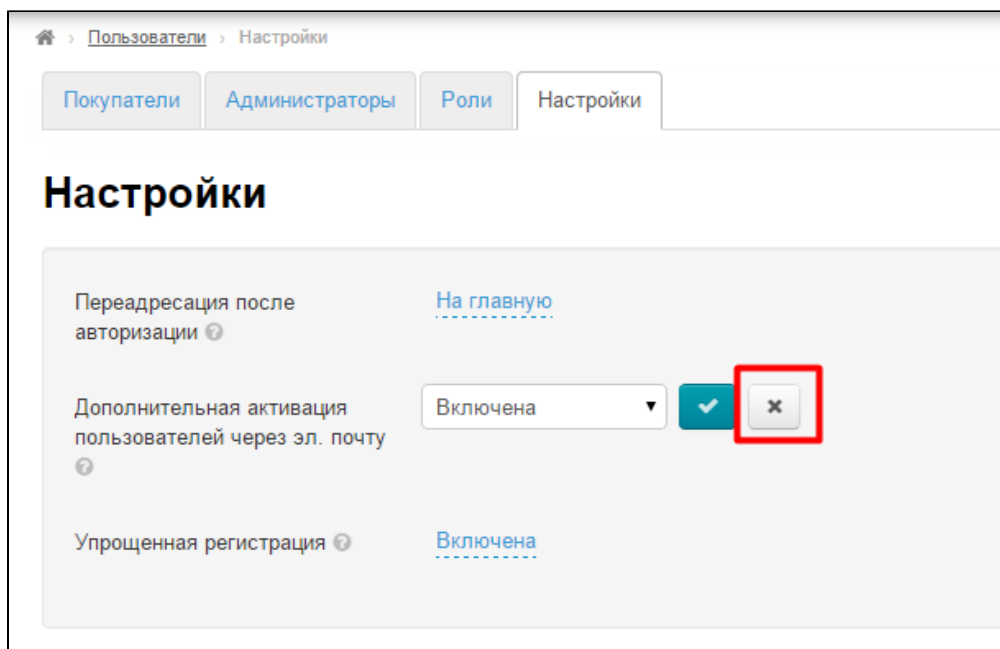 Пользователи › Настройки
Покупатели Администраторы Роли Настройки
Настройки
Переадресация после
авторизации
На главную
Дополнительная активация
пользователей через эл. почту
Включена
Упрощенная регистрация
Включена